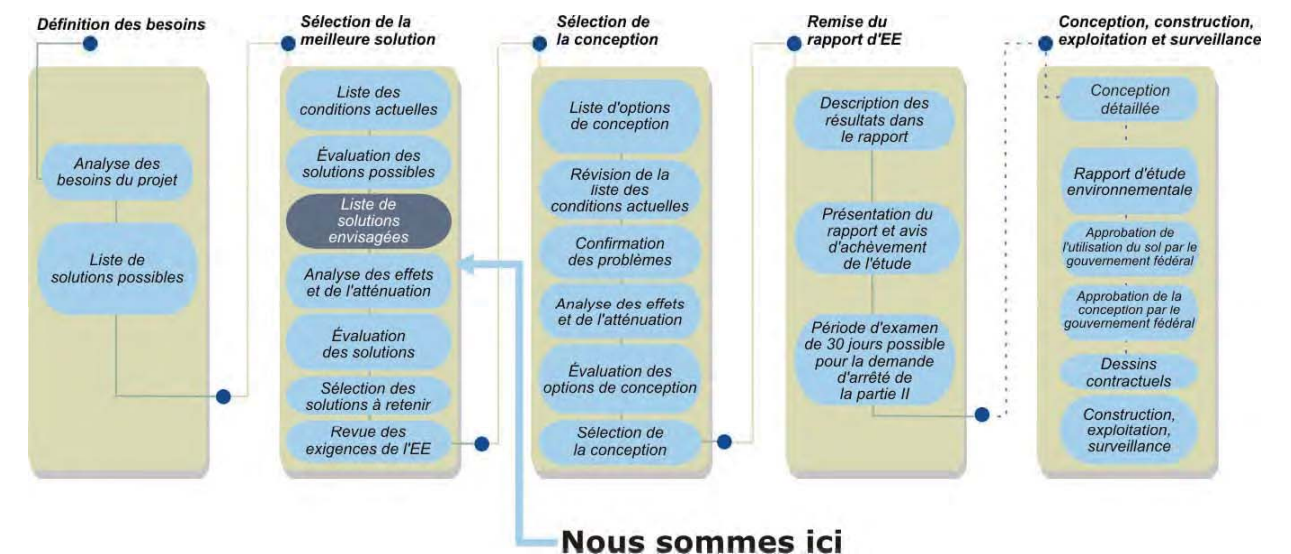 Définition des besoins
Analyse des
besoins du projet
Liste de
solutions possibles
Sélection de la
meilleure solution
Liste des
conditions actuelles
Évaluation des
solutions possibles
Liste de
solutions
envisagées
Analyse des effets
et de l'atténuation
Évaluation
des solutions
Sélection des
solutions à retenir
Revue des
exigences de l'EE
Sélection de
la conception
Liste d'options
de conception
Révision de la
liste des
conditions actuelles
Confirmation
des problèmes
Analyse des effets
et de l'atténuation
Évaluation des
options de conception
Sélection de
la conception
Remise du
rapport d'EE
Description des
résultats dans
le rapport
Présentation du
rapport et avis
d'achèvement
de l'étude
Période d'examen
de 30 jours possible
pour la demande
d'arrêté de
la partie II
Conception, construction,
exploitation et surveillance
Conception
détaillée
Rapport d'étude
environnementale
Approbation de
l'utilisation du sol par le
gouvernement fédéral
Approbation de la
conception par le
gouvernement fédéral
Dessins
contractuels
Construction,
exploitation,
surveillance
Nous sommes ici